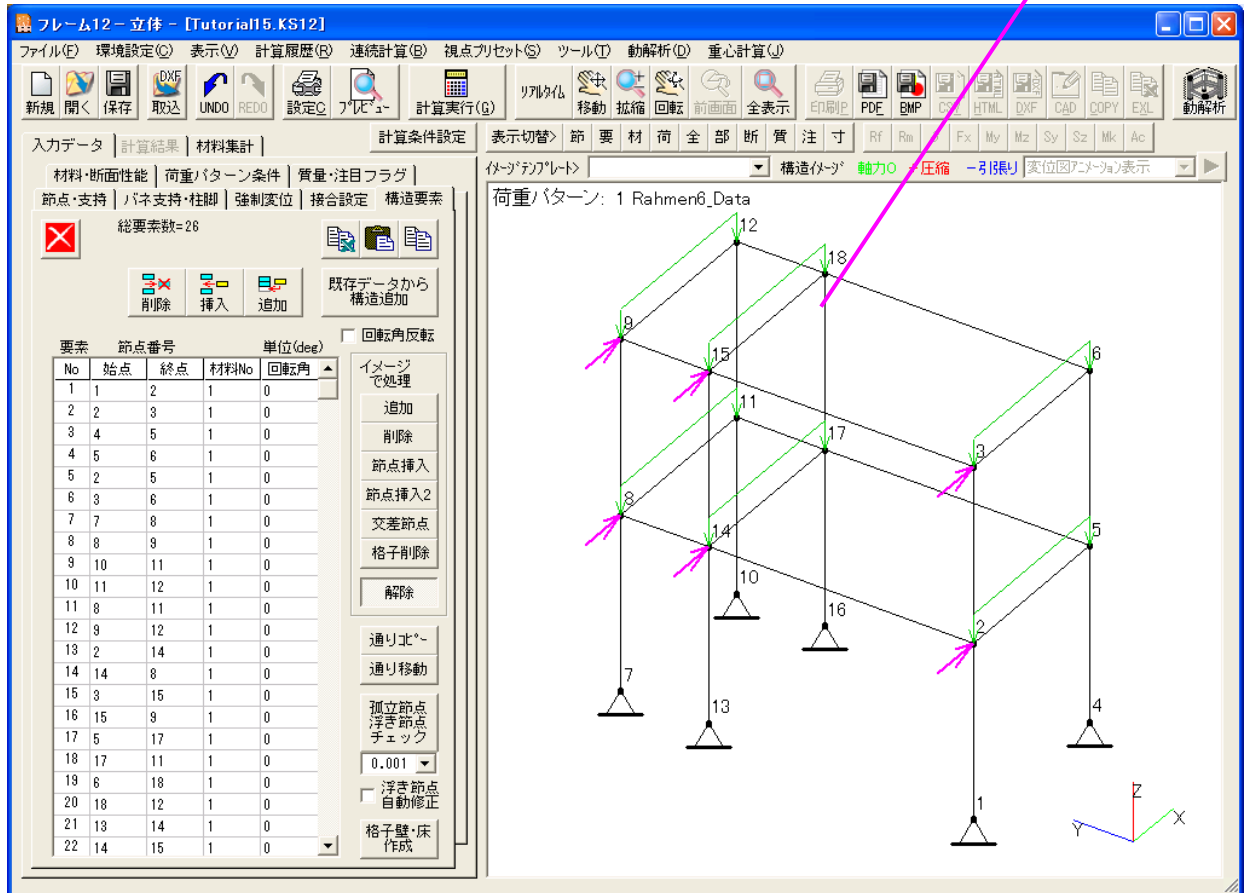 フレーム12－立体 - [Tutorial15.KS12]
ファイル(F) 環境設定(C) 表示(V) 計算履歴(R) 連続計算(B) 視点プリセット(S) ツール(T) 動解析(D) 重心計算(J)
新規 開く 保存 DXF 取込 UNDO REDO 設定C プレビュー 計算実行(G) リアルタイム 移動 拡縮 回転 前画面 全表示 印刷P PDF BMP CSV HTML DXF CAD COPY EXL 動解析
入力データ 計算結果 材料集計 計算条件設定
表示切替> 節 要 材 荷 全 部 断 質 注 寸 Rf Rm Fx My Mz Sy Sz Mk Ac
材料・断面性能 荷重パターン条件 質量・注目フラグ
イメージテンプレート> 構造イメージ 軸力0 +圧縮 -引張り 変位図アニメーション表示
節点・支持 バネ支持・柱脚 強制変位 接合設定 構造要素
総要素数=26
削除 挿入 追加
既存データから
構造追加
回転角反転
要素 節点番号 単位(deg)
No 始点 終点 材料No 回転角
1 1 2 1 0
2 2 3 1 0
3 4 5 1 0
4 5 6 1 0
5 2 5 1 0
6 3 6 1 0
7 7 8 1 0
8 8 9 1 0
9 10 11 1 0
10 11 12 1 0
11 8 11 1 0
12 9 12 1 0
13 2 14 1 0
14 14 8 1 0
15 3 15 1 0
16 15 9 1 0
17 5 17 1 0
18 17 11 1 0
19 6 18 1 0
20 18 12 1 0
21 13 14 1 0
22 14 15 1 0
イメージ
で処理
追加
削除
節点挿入
節点挿入2
交差節点
格子削除
解除
通りコピー
通り移動
孤立節点
浮き節点
チェック
0.001
浮き節点
自動修正
格子壁・床
作成
荷重パターン: 1 Rahmen6_Data
12
18
9
15
6
11
17
3
8
14
5
10
16
2
7
13
4
1
Z
Y
X